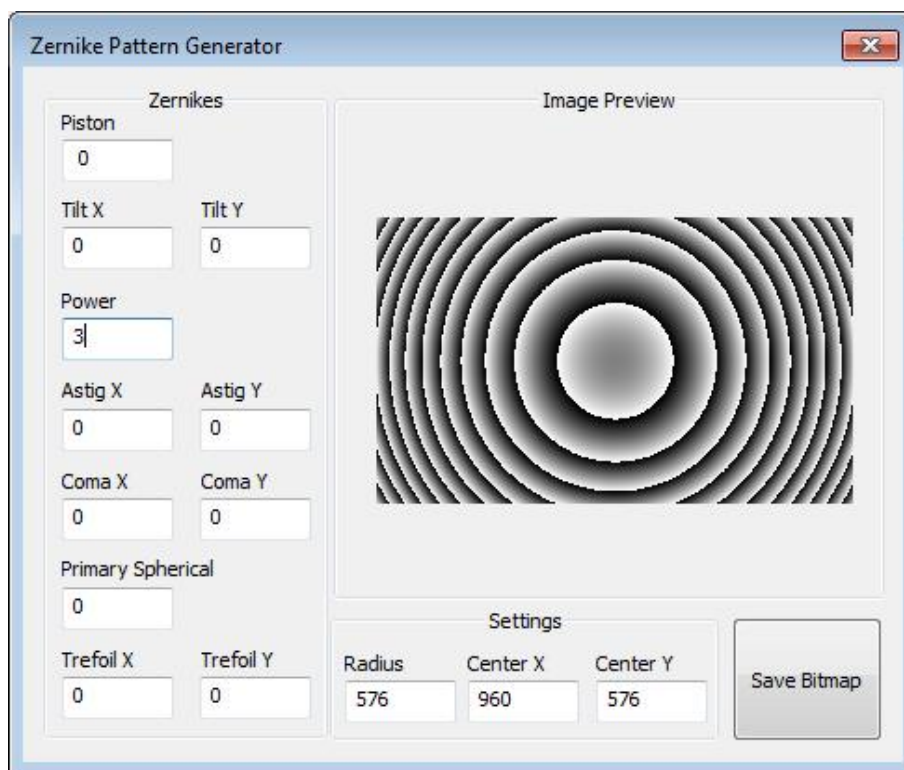 Zernike Pattern Generator
Zernikes
Piston
0
Tilt X Tilt Y
0 0
Power
3
Astig X Astig Y
0 0
Coma X Coma Y
0 0
Primary Spherical
0
Trefoil X Trefoil Y
0 0
Image Preview
Settings
Radius Center X Center Y
576 960 576
Save Bitmap